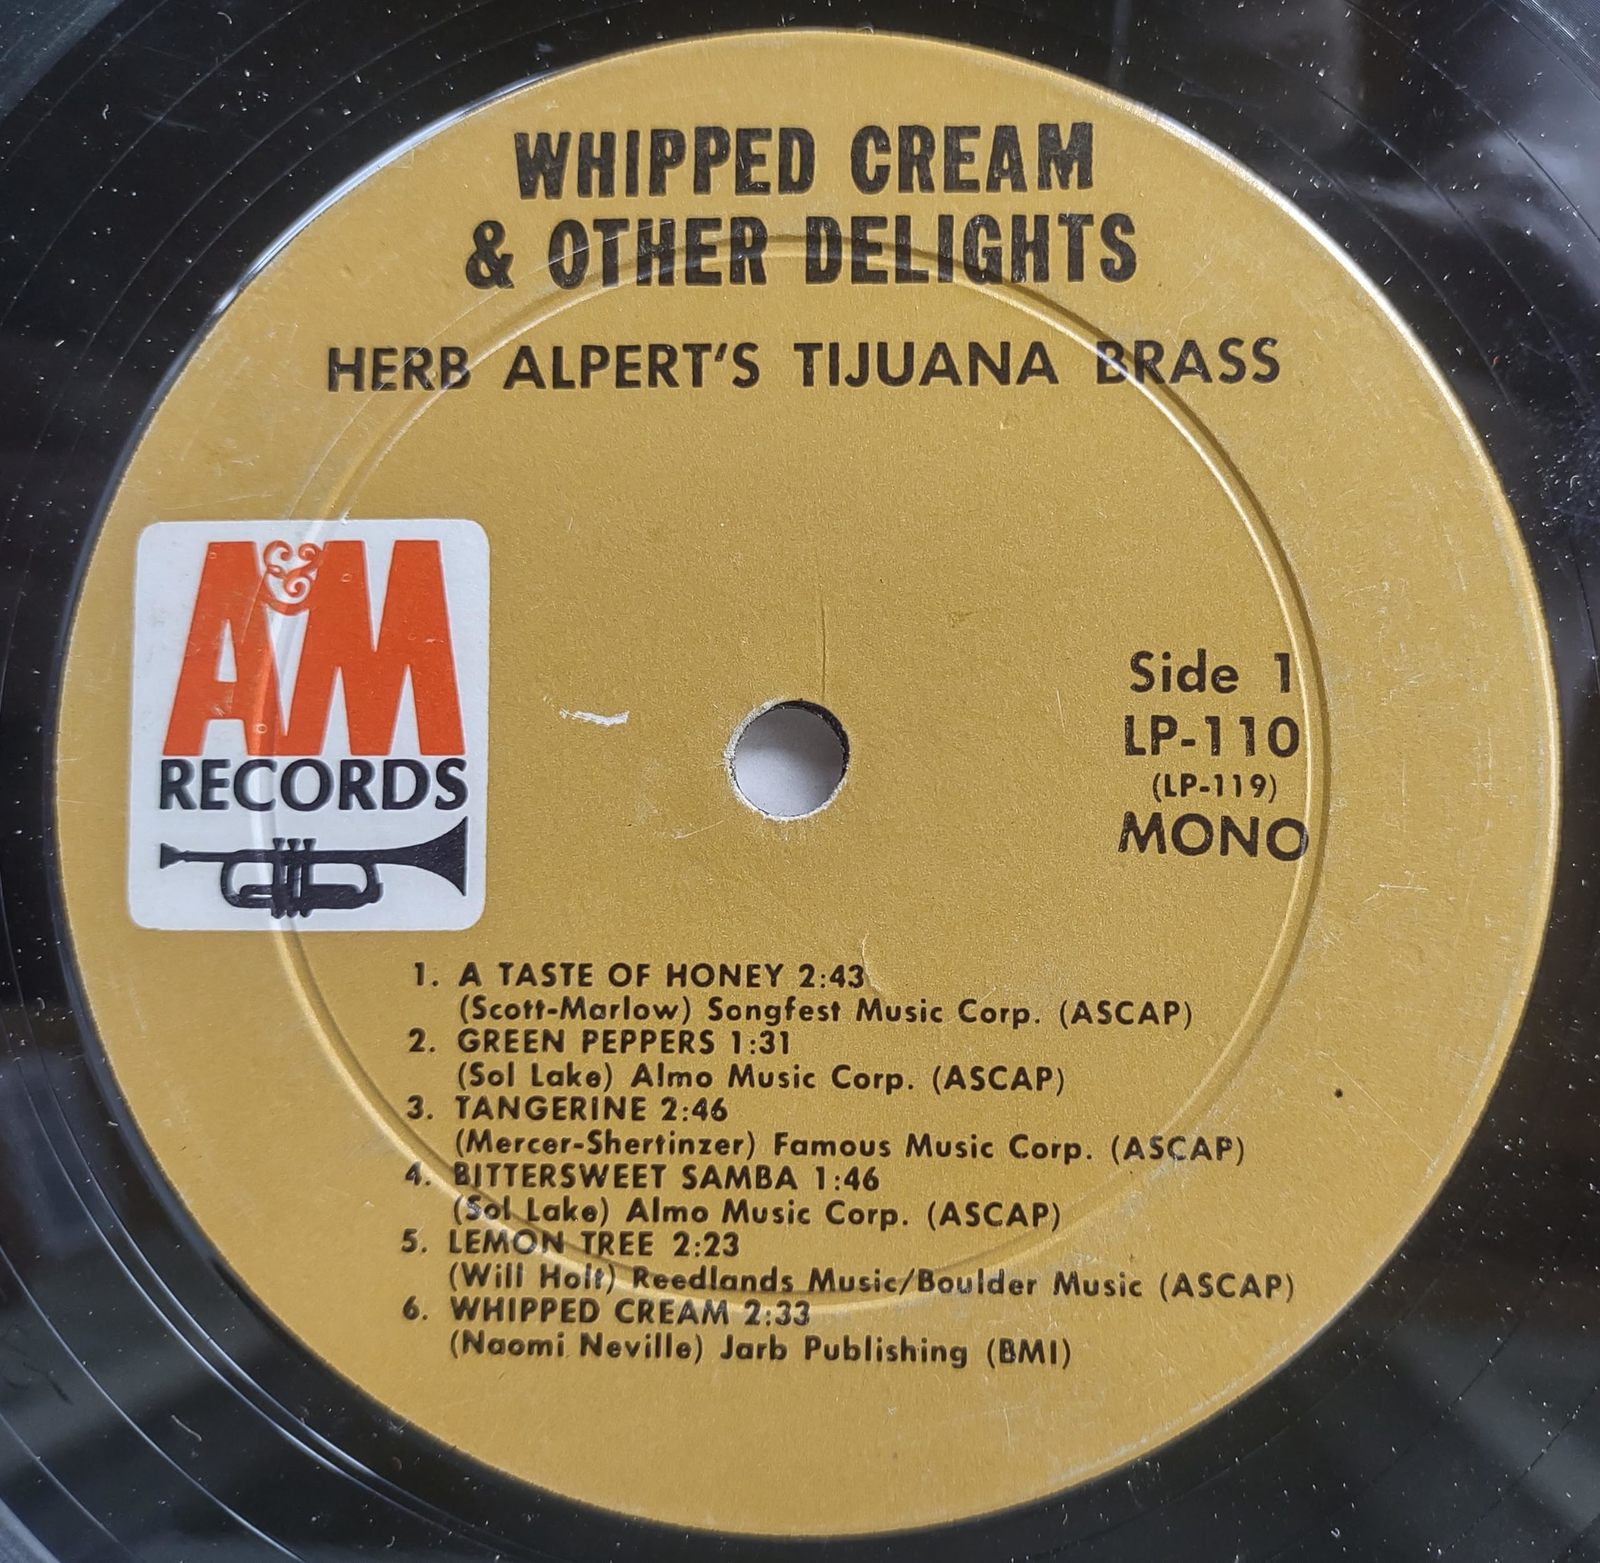 WHIPPED CREAM
& OTHER DELIGHTS
HERB ALPERT'S TIJUANA BRASS
A&M
RECORDS
Side 1
LP-110
(LP-119)
MONO
1. A TASTE OF HONEY 2:43
(Scott-Marlow) Songfest Music Corp. (ASCAP)
2. GREEN PEPPERS 1:31
(Sol Lake) Almo Music Corp. (ASCAP)
3. TANGERINE 2:46
(Mercer-Shertinzer) Famous Music Corp. (ASCAP)
4. BITTERSWEET SAMBA 1:46
(Sol Lake) Almo Music Corp. (ASCAP)
5. LEMON TREE 2:23
(Will Holt) Reedlands Music/Boulder Music (ASCAP)
6. WHIPPED CREAM 2:33
(Naomi Neville) Jarb Publishing (BMI)